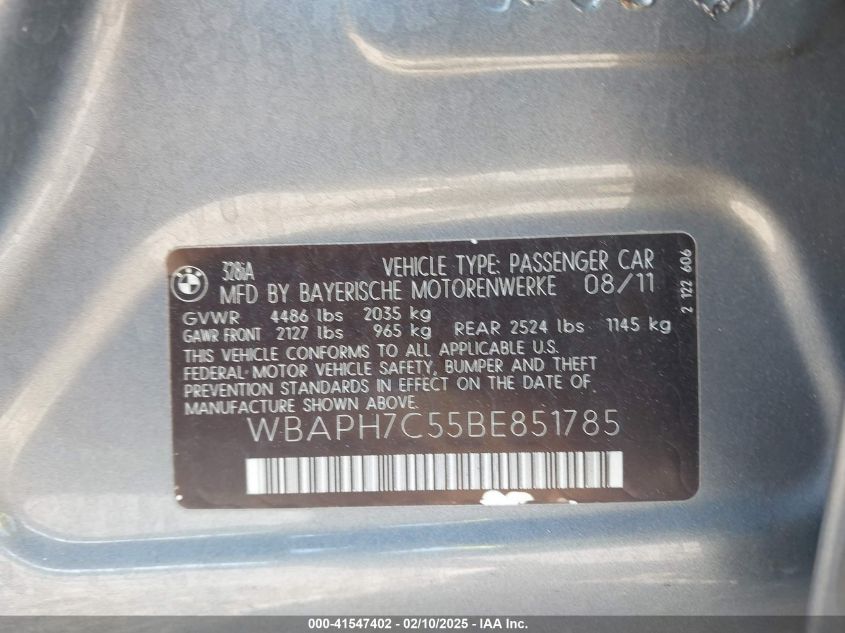 328iA VEHICLE TYPE: PASSENGER CAR
MFD BY BAYERISCHE MOTORENWERKE 08/11
GVWR 4486 lbs 2035 kg
GAWR FRONT 2127 lbs 965 kg REAR 2524 lbs 1145 kg
THIS VEHICLE CONFORMS TO ALL APPLICABLE U.S.
FEDERAL MOTOR VEHICLE SAFETY, BUMPER AND THEFT
PREVENTION STANDARDS IN EFFECT ON THE DATE OF
MANUFACTURE SHOWN ABOVE.
WBAPH7C55BE851785
2 122 606
000-41547402 - 02/10/2025 - IAA Inc.